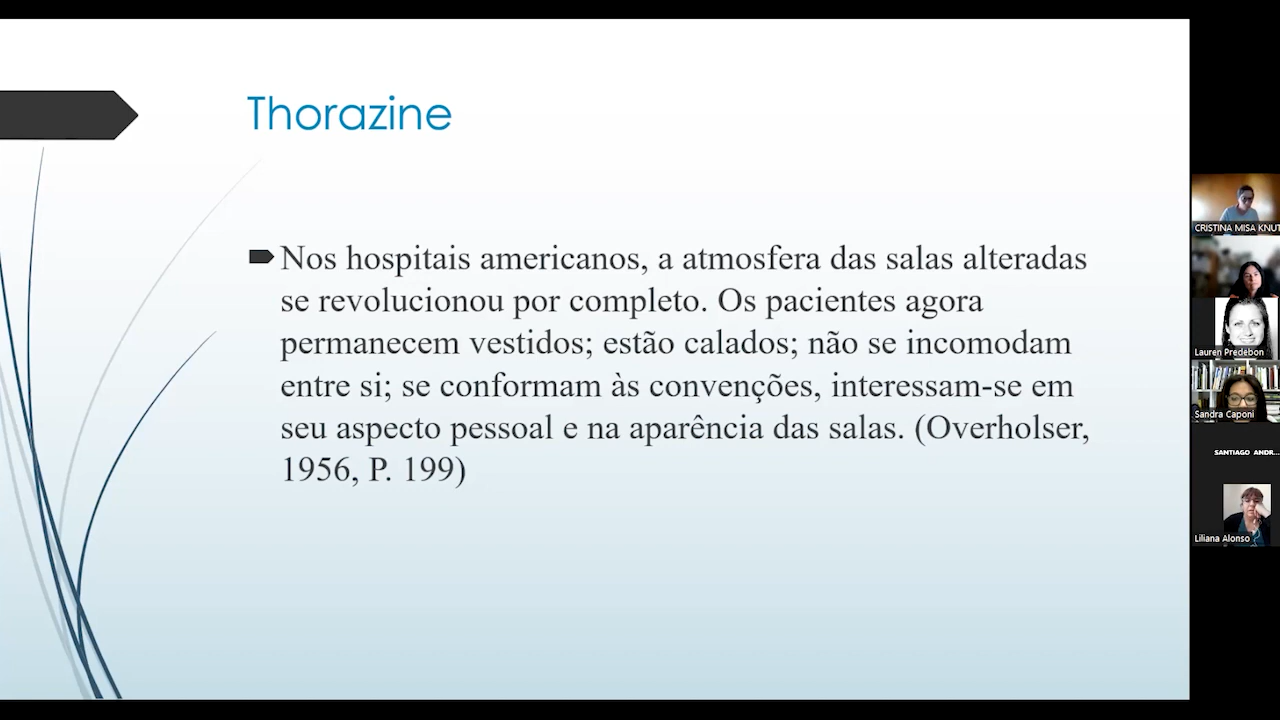 Thorazine
Nos hospitais americanos, a atmosfera das salas alteradas
se revolucionou por completo. Os pacientes agora
permanecem vestidos; estão calados; não se incomodam
entre si; se conformam às convenções, interessam-se em
seu aspecto pessoal e na aparência das salas. (Overholser,
1956, P. 199)
CRISTINA MISA KNUT
Lauren Predebon
Sandra Caponi
SANTIAGO ANDR...
Liliana Alonso